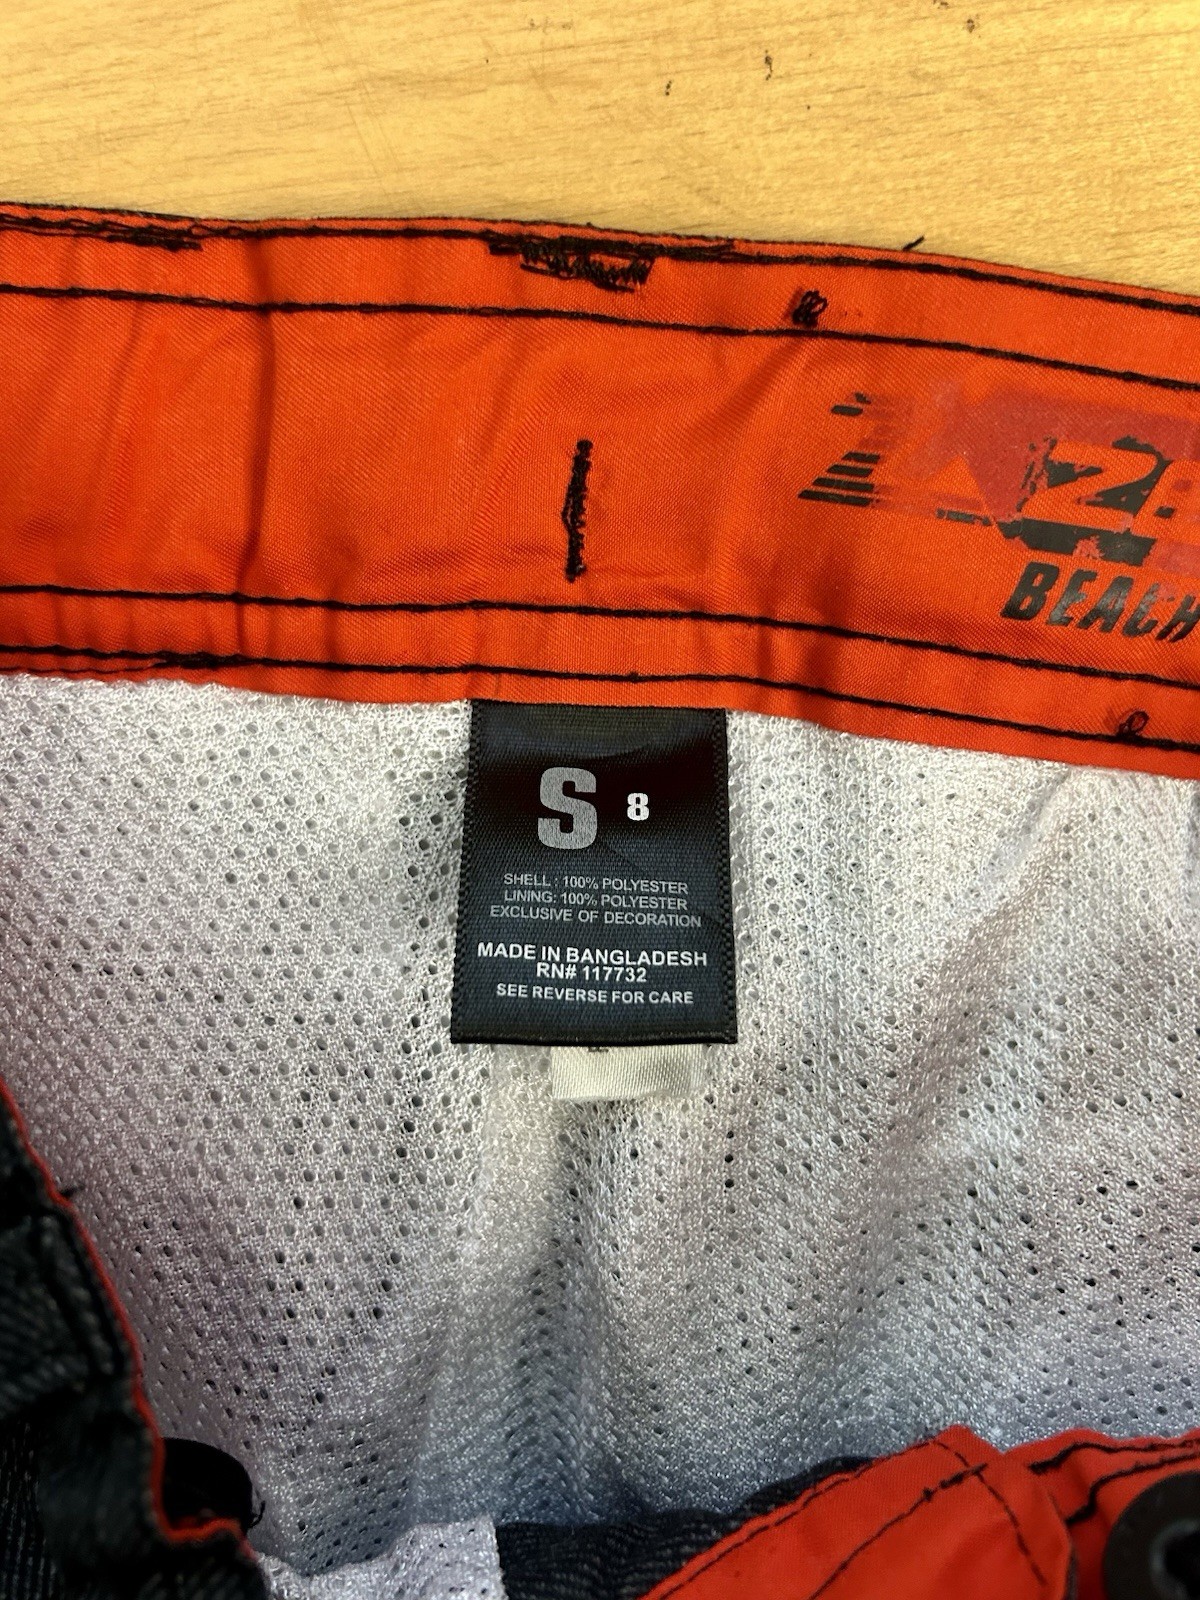 BEACH
S 8
SHELL : 100% POLYESTER
LINING: 100% POLYESTER
EXCLUSIVE OF DECORATION
MADE IN BANGLADESH
RN# 117732
SEE REVERSE FOR CARE